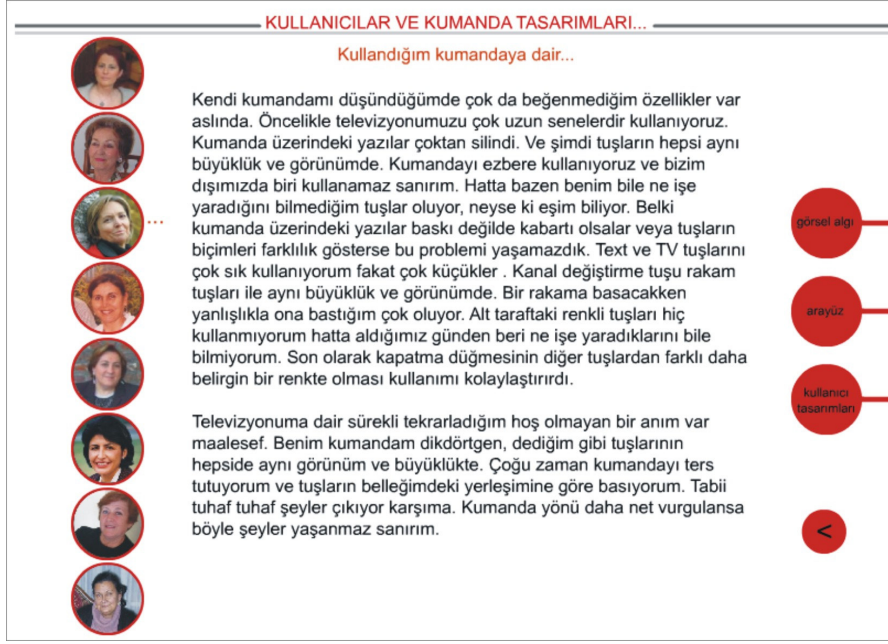 KULLANICILAR VE KUMANDA TASARIMLARI...
Kullandığım kumandaya dair...
Kendi kumandamı düşündüğümde çok da beğenmediğim özellikler var
aslında. Öncelikle televizyonumuzu çok uzun senelerdir kullanıyoruz.
Kumanda üzerindeki yazılar çoktan silindi. Ve şimdi tuşların hepsi aynı
büyüklük ve görünümde. Kumandayı ezbere kullanıyoruz ve bizim
dışımızda biri kullanamaz sanırım. Hatta bazen benim bile ne işe
yaradığını bilmediğim tuşlar oluyor, neyse ki eşim biliyor. Belki
kumanda üzerindeki yazılar baskı değilde kabartı olsalar veya tuşların
biçimleri farklılık gösterse bu problemi yaşamazdık. Text ve TV tuşlarını
çok sık kullanıyorum fakat çok küçükler . Kanal değiştirme tuşu rakam
tuşları ile aynı büyüklük ve görünümde. Bir rakama basacakken
yanlışlıkla ona bastığım çok oluyor. Alt taraftaki renkli tuşları hiç
kullanmıyorum hatta aldığımız günden beri ne işe yaradıklarını bile
bilmiyorum. Son olarak kapatma düğmesinin diğer tuşlardan farklı daha
belirgin bir renkte olması kullanımı kolaylaştırırdı.
Televizyonuma dair sürekli tekrarladığım hoş olmayan bir anım var
maalesef. Benim kumandam dikdörtgen, dediğim gibi tuşlarının
hepside aynı görünüm ve büyüklükte. Çoğu zaman kumandayı ters
tutuyorum ve tuşların belleğimdeki yerleşimine göre basıyorum. Tabii
tuhaf tuhaf şeyler çıkıyor karşıma. Kumanda yönü daha net vurgulansa
böyle şeyler yaşanmaz sanırım.
...
görsel algı
arayüz
kullanıcı
tasarımları
<